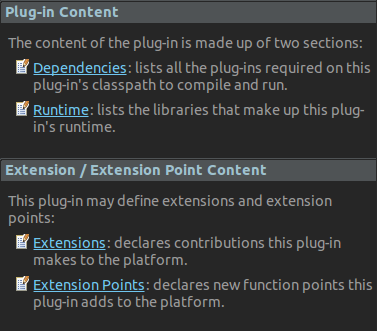 Plug-in Content
The content of the plug-in is made up of two sections:
Dependencies: lists all the plug-ins required on this
plug-in's classpath to compile and run.
Runtime: lists the libraries that make up this plug-
in's runtime.
Extension / Extension Point Content
This plug-in may define extensions and extension
points:
Extensions: declares contributions this plug-in
makes to the platform.
Extension Points: declares new function points this
plug-in adds to the platform.